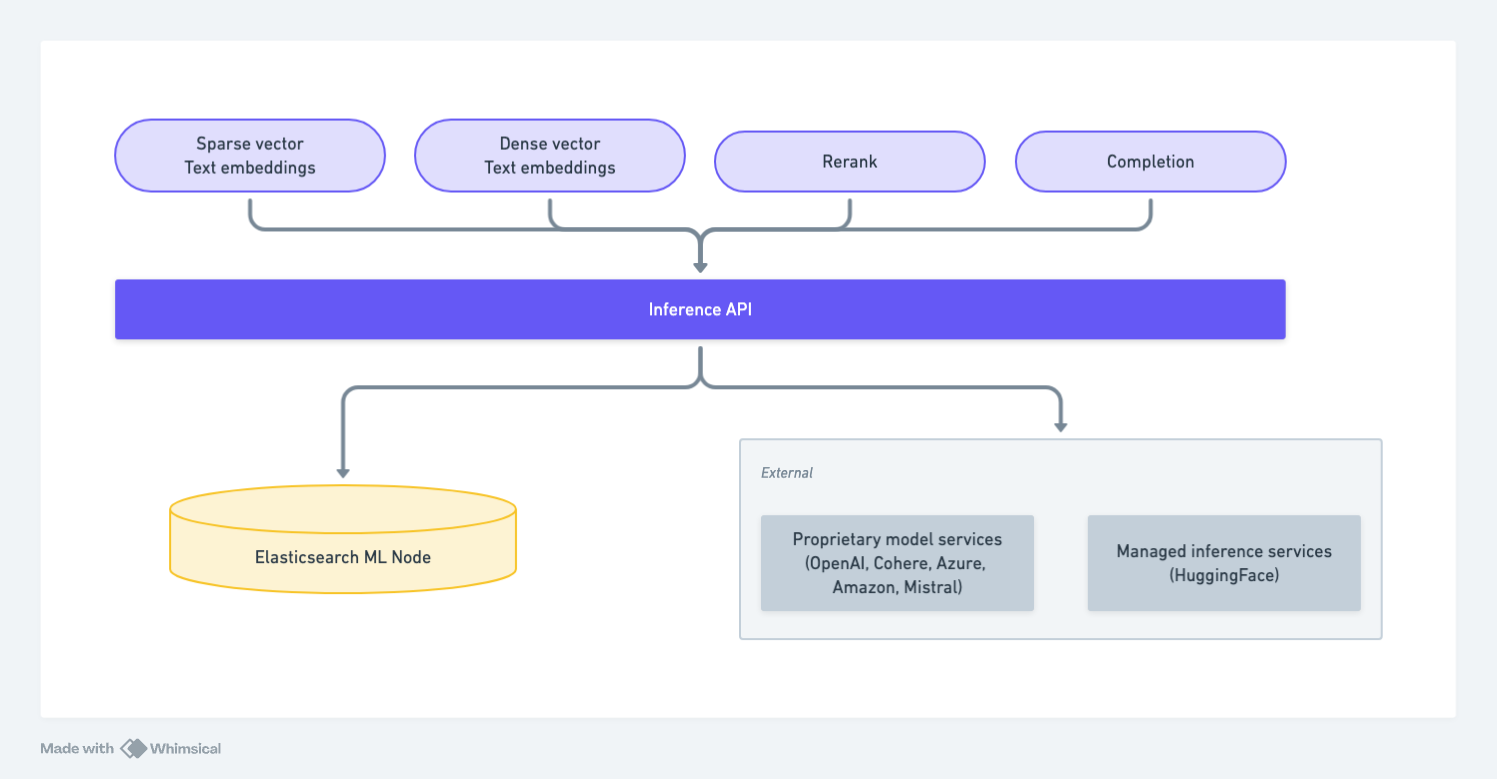 Sparse vector
Text embeddings
Dense vector
Text embeddings
Rerank
Completion
Inference API
Elasticsearch ML Node
External
Proprietary model services
(OpenAI, Cohere, Azure,
Amazon, Mistral)
Managed inference services
(HuggingFace)
Made with Whimsical